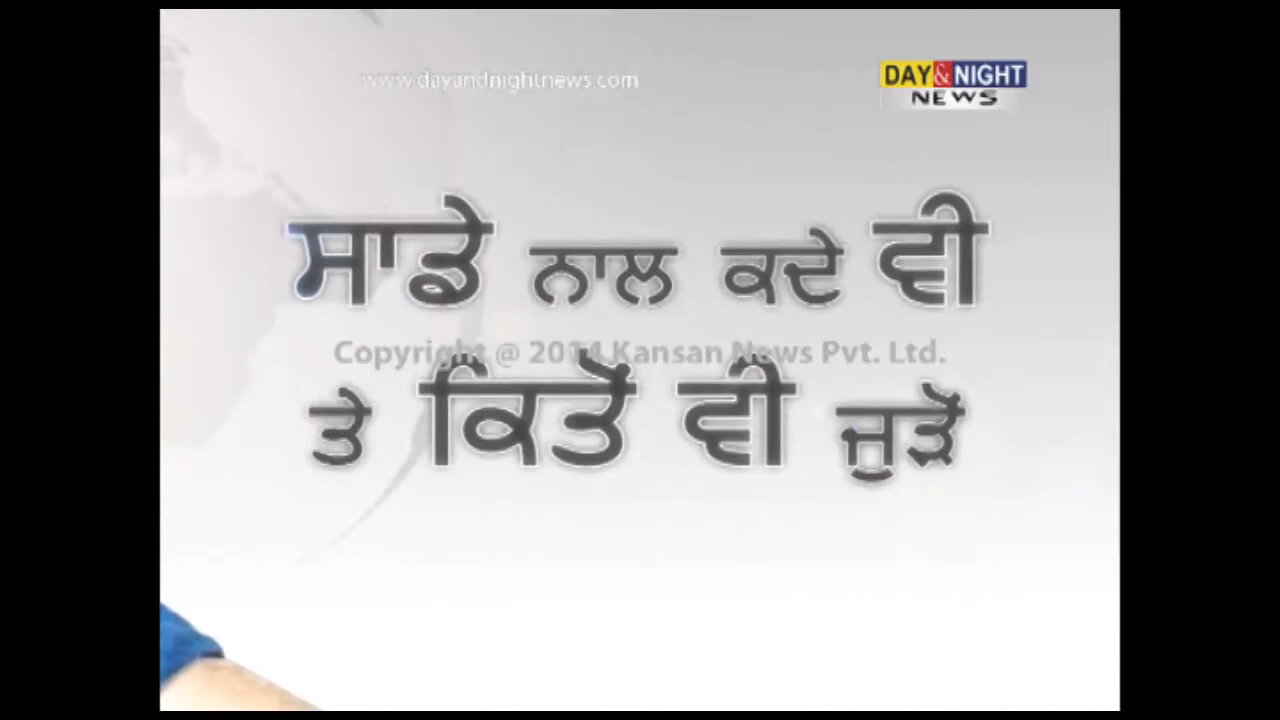 www.dayandnightnews.com
DAY&NIGHT
NEWS
ਸਾਡੇ ਨਾਲ ਕਦੇ ਵੀ
Copyright @ 2014 Kansan News Pvt. Ltd.
ਤੇ ਕਿਤੋਂ ਵੀ ਜੁੜੋਂ